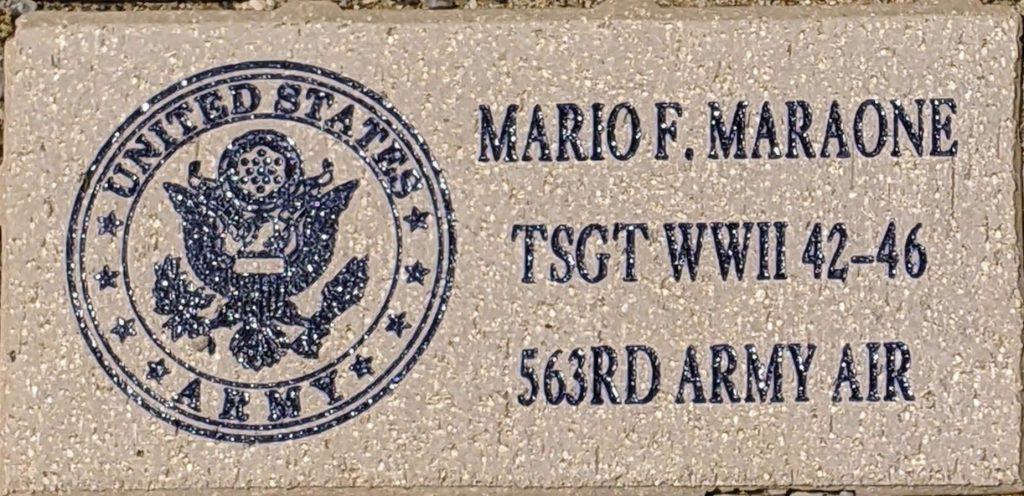 UNITED STATES
ARMY
MARIO F. MARAONE
TSGT WWII 42-46
563RD ARMY AIR